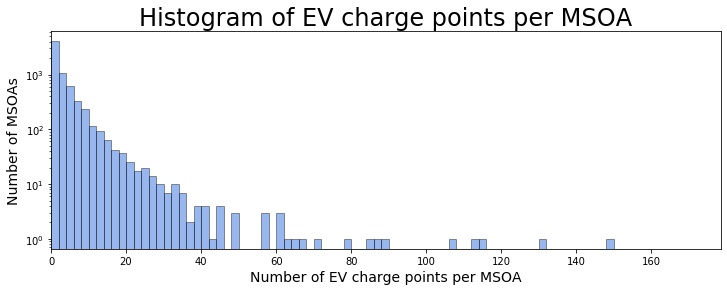 Histogram of EV charge points per MSOA
Number of MSOAs
10³
10²
10¹
10⁰
0 20 40 60 80 100 120 140 160
Number of EV charge points per MSOA